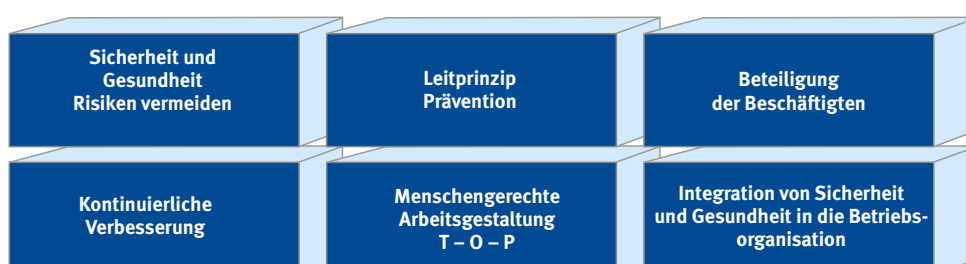 Sicherheit und
Gesundheit
Risiken vermeiden
Leitprinzip
Prävention
Beteiligung
der Beschäftigten
Kontinuierliche
Verbesserung
Menschengerechte
Arbeitsgestaltung
T – O – P
Integration von Sicherheit
und Gesundheit in die Betriebs-
organisation